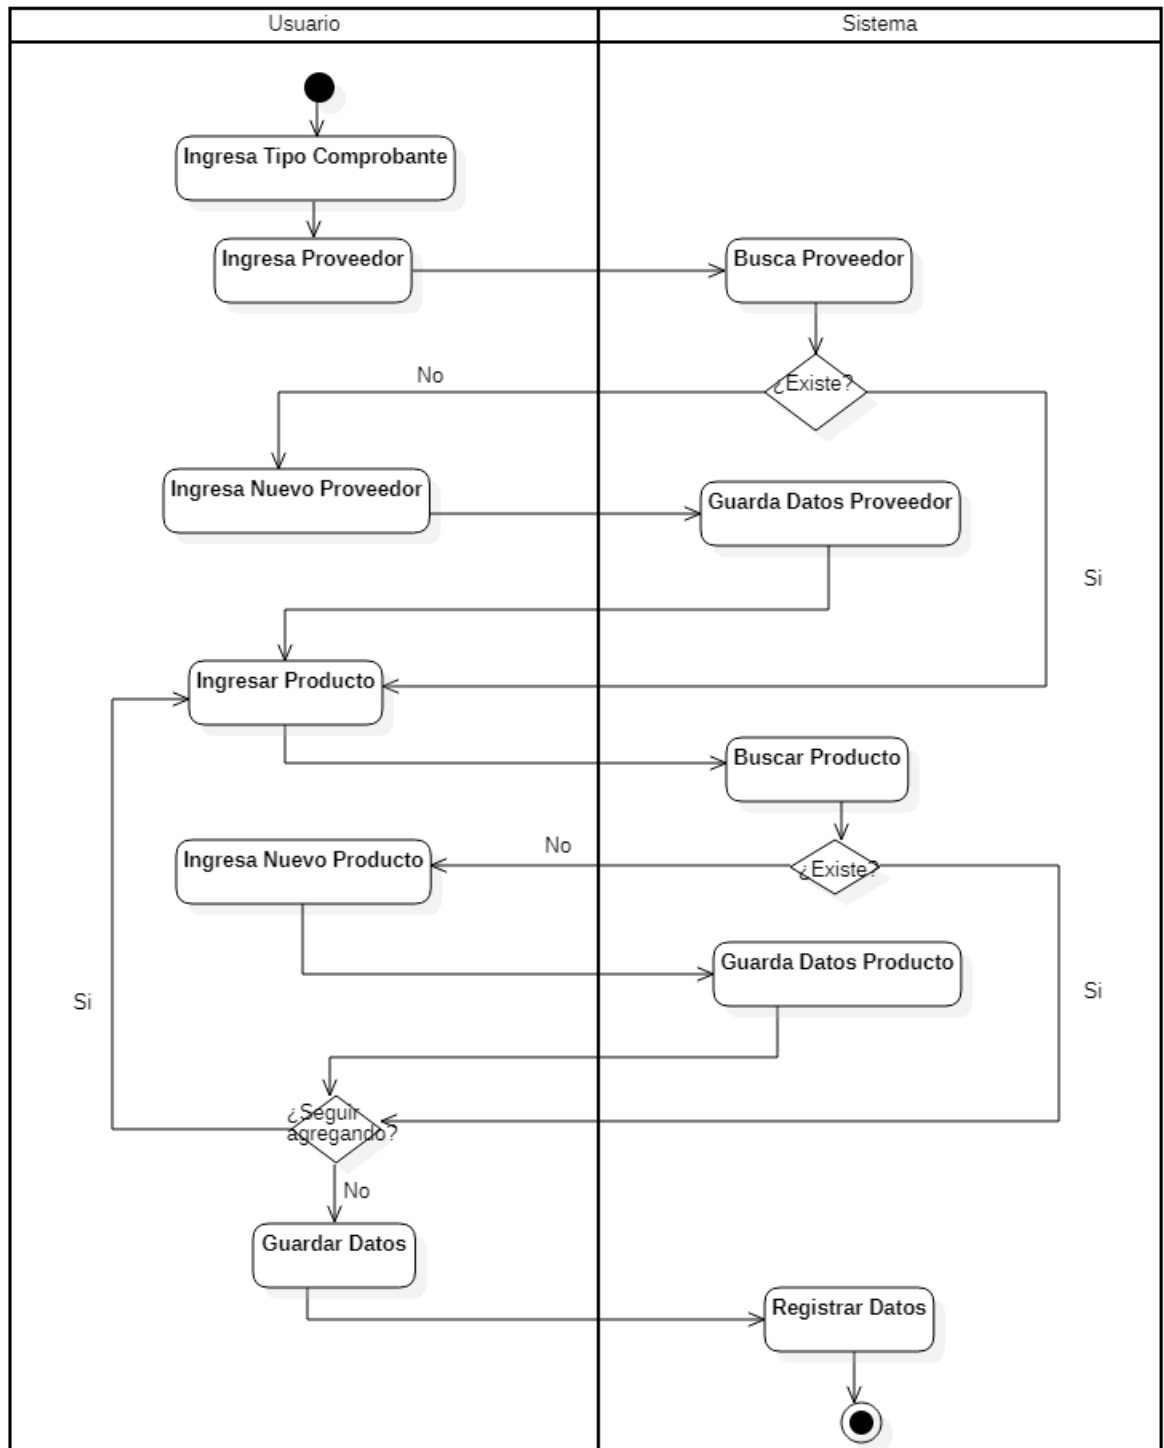 Usuario
Sistema
Ingresa Tipo Comprobante
Ingresa Proveedor
Busca Proveedor
¿Existe?
No
Ingresa Nuevo Proveedor
Guarda Datos Proveedor
Si
Ingresar Producto
Buscar Producto
No
¿Existe?
Ingresa Nuevo Producto
Guarda Datos Producto
Si
Si
¿Seguir
agregando?
No
Guardar Datos
Registrar Datos